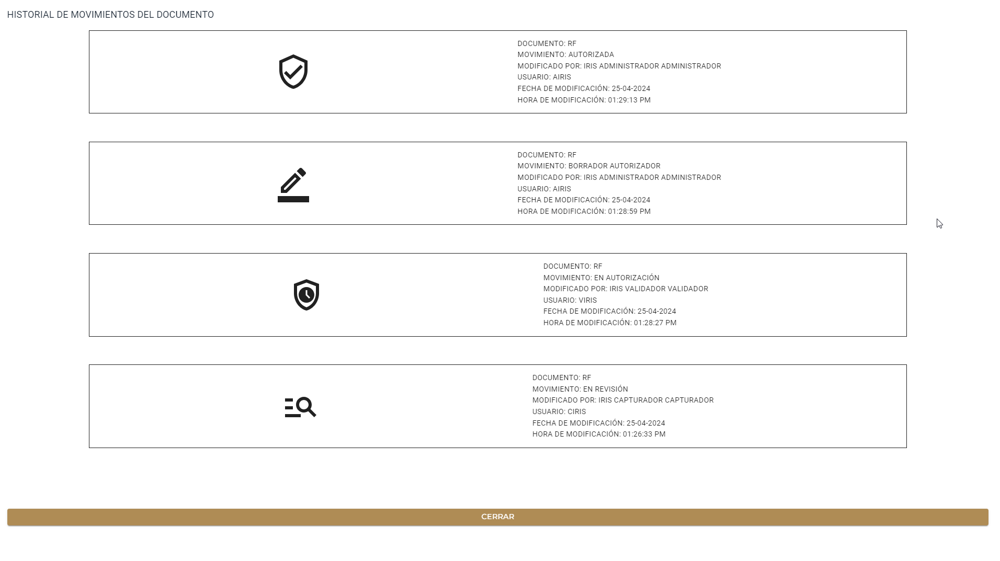 HISTORIAL DE MOVIMIENTOS DEL DOCUMENTO
DOCUMENTO: RF
MOVIMIENTO: AUTORIZADA
MODIFICADO POR: IRIS ADMINISTRADOR ADMINISTRADOR
USUARIO: AIRIS
FECHA DE MODIFICACIÓN: 25-04-2024
HORA DE MODIFICACIÓN: 01:29:13 PM
DOCUMENTO: RF
MOVIMIENTO: BORRADOR AUTORIZADOR
MODIFICADO POR: IRIS ADMINISTRADOR ADMINISTRADOR
USUARIO: AIRIS
FECHA DE MODIFICACIÓN: 25-04-2024
HORA DE MODIFICACIÓN: 01:28:59 PM
DOCUMENTO: RF
MOVIMIENTO: EN AUTORIZACIÓN
MODIFICADO POR: IRIS VALIDADOR VALIDADOR
USUARIO: VIRIS
FECHA DE MODIFICACIÓN: 25-04-2024
HORA DE MODIFICACIÓN: 01:28:27 PM
DOCUMENTO: RF
MOVIMIENTO: EN REVISIÓN
MODIFICADO POR: IRIS CAPTURADOR CAPTURADOR
USUARIO: CIRIS
FECHA DE MODIFICACIÓN: 25-04-2024
HORA DE MODIFICACIÓN: 01:26:33 PM
CERRAR